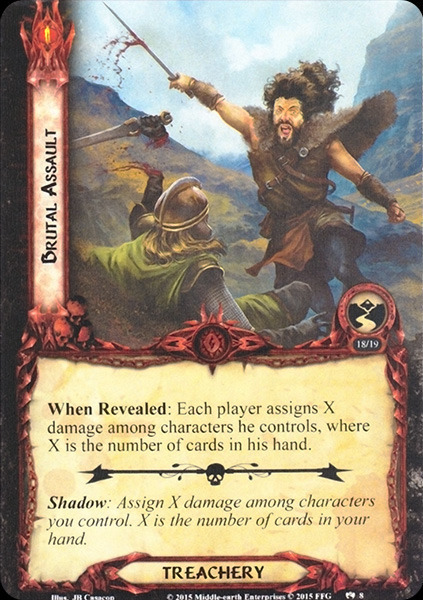 BRUTAL ASSAULT
18/19
When Revealed: Each player assigns X
damage among characters he controls, where
X is the number of cards in his hand.
Shadow: Assign X damage among characters
you control. X is the number of cards in your
hand.
TREACHERY
Illus. JB Casacop
© 2015 Middle-earth Enterprises © 2015 FFG
8